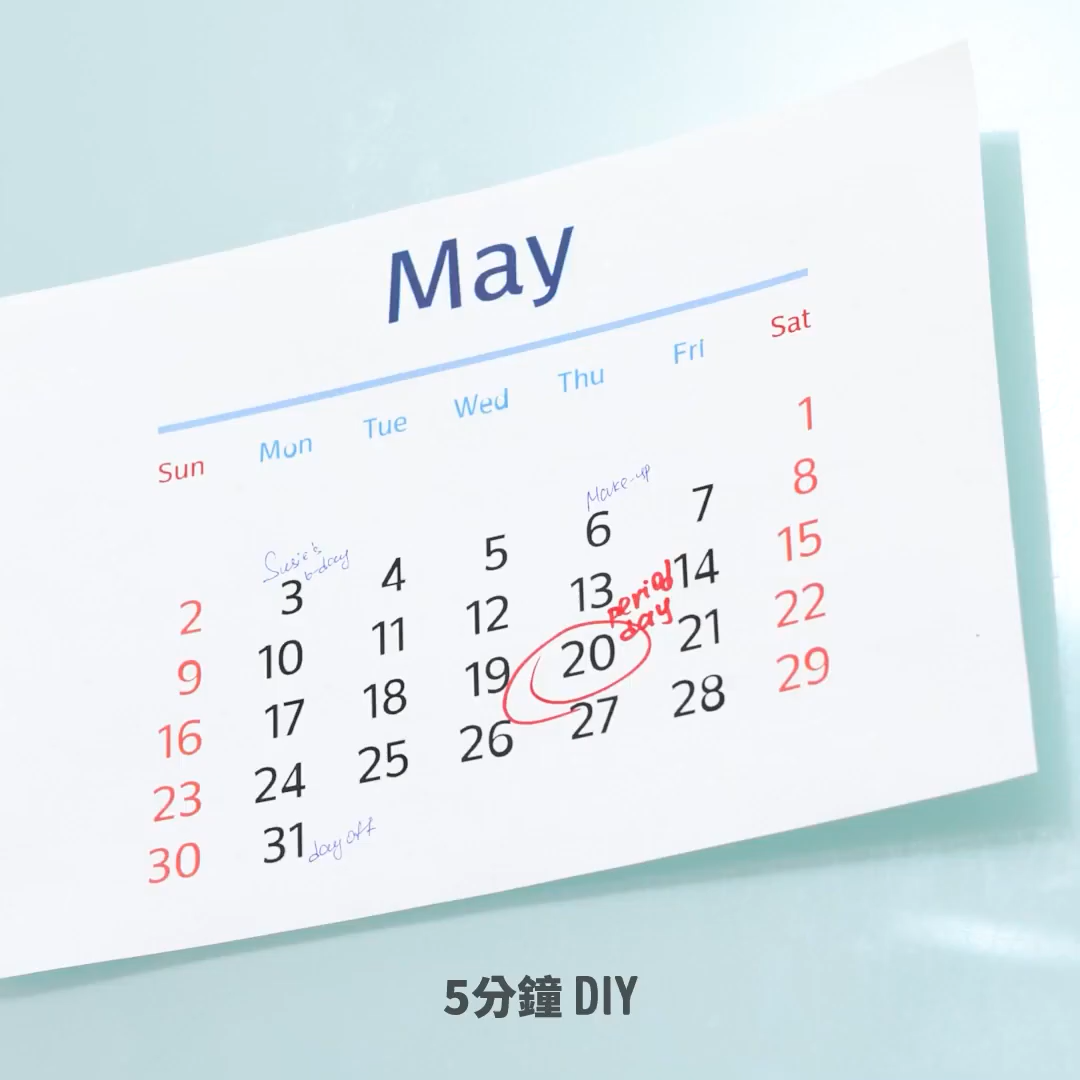 May
Sun Mon Tue Wed Thu Fri Sat
1
Susie's
b-day
Make-up
2 3 4 5 6 7 8
9 10 11 12 13 14 15
period
day
16 17 18 19 20 21 22
23 24 25 26 27 28 29
30 31 day off
5分鐘 DIY